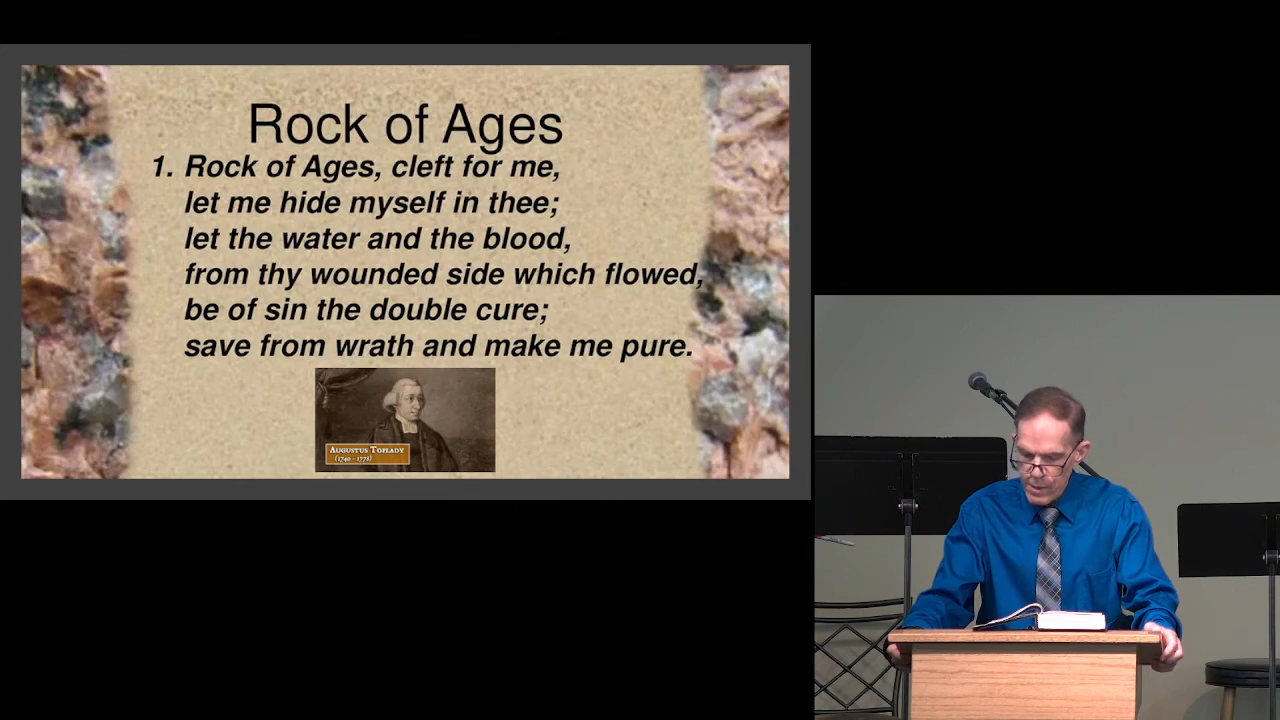 Rock of Ages
1. Rock of Ages, cleft for me,
let me hide myself in thee;
let the water and the blood,
from thy wounded side which flowed,
be of sin the double cure;
save from wrath and make me pure.
AUGUSTUS TOPLADY
(1740 - 1778)